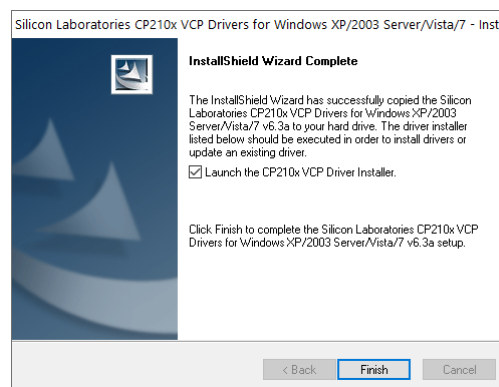 Silicon Laboratories CP210x VCP Drivers for Windows XP/2003 Server/Vista/7 - Inst
InstallShield Wizard Complete
The InstallShield Wizard has successfully copied the Silicon
Laboratories CP210x VCP Drivers for Windows XP/2003
Server/Vista/7 v6.3a to your hard drive. The driver installer
listed below should be executed in order to install drivers or
update an existing driver.
Launch the CP210x VCP Driver Installer.
Click Finish to complete the Silicon Laboratories CP210x VCP
Drivers for Windows XP/2003 Server/Vista/7 v6.3a setup.
< Back Finish Cancel